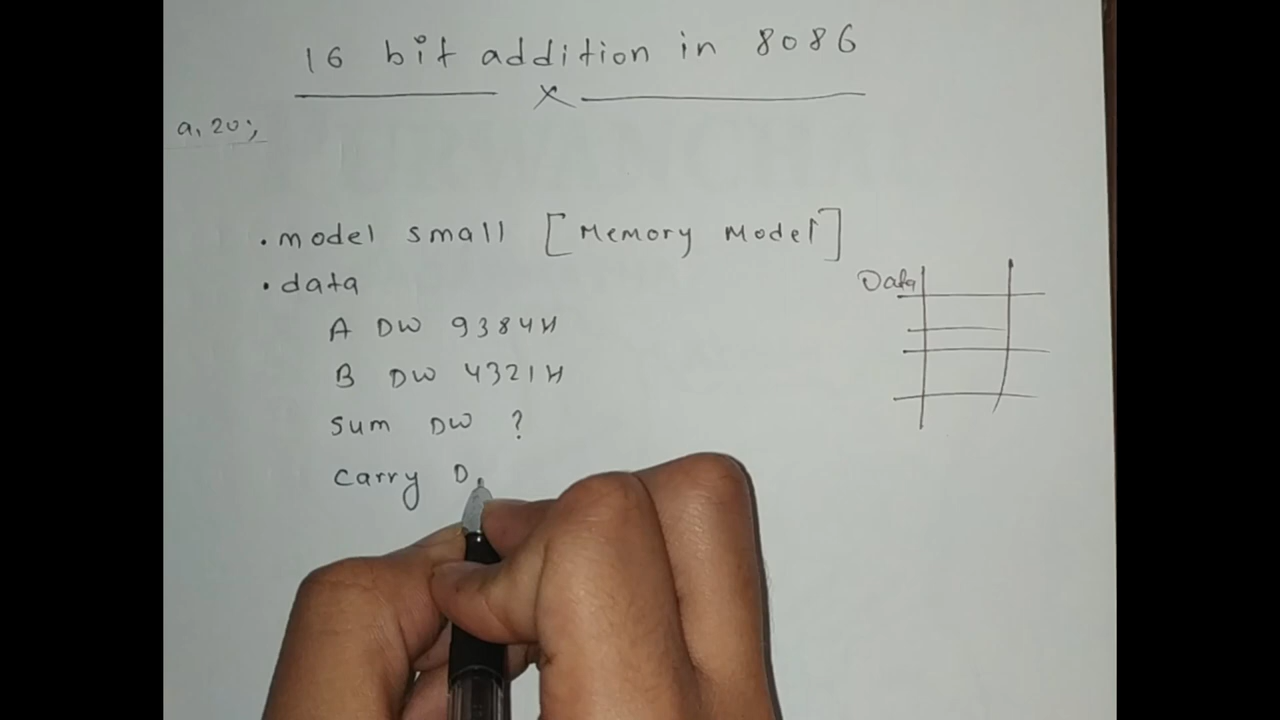 16 bit addition in 8086
x
a, 20;
.model small [Memory Model]
.data
Data
A DW 9384H
B DW 4321H
Sum DW ?
Carry D